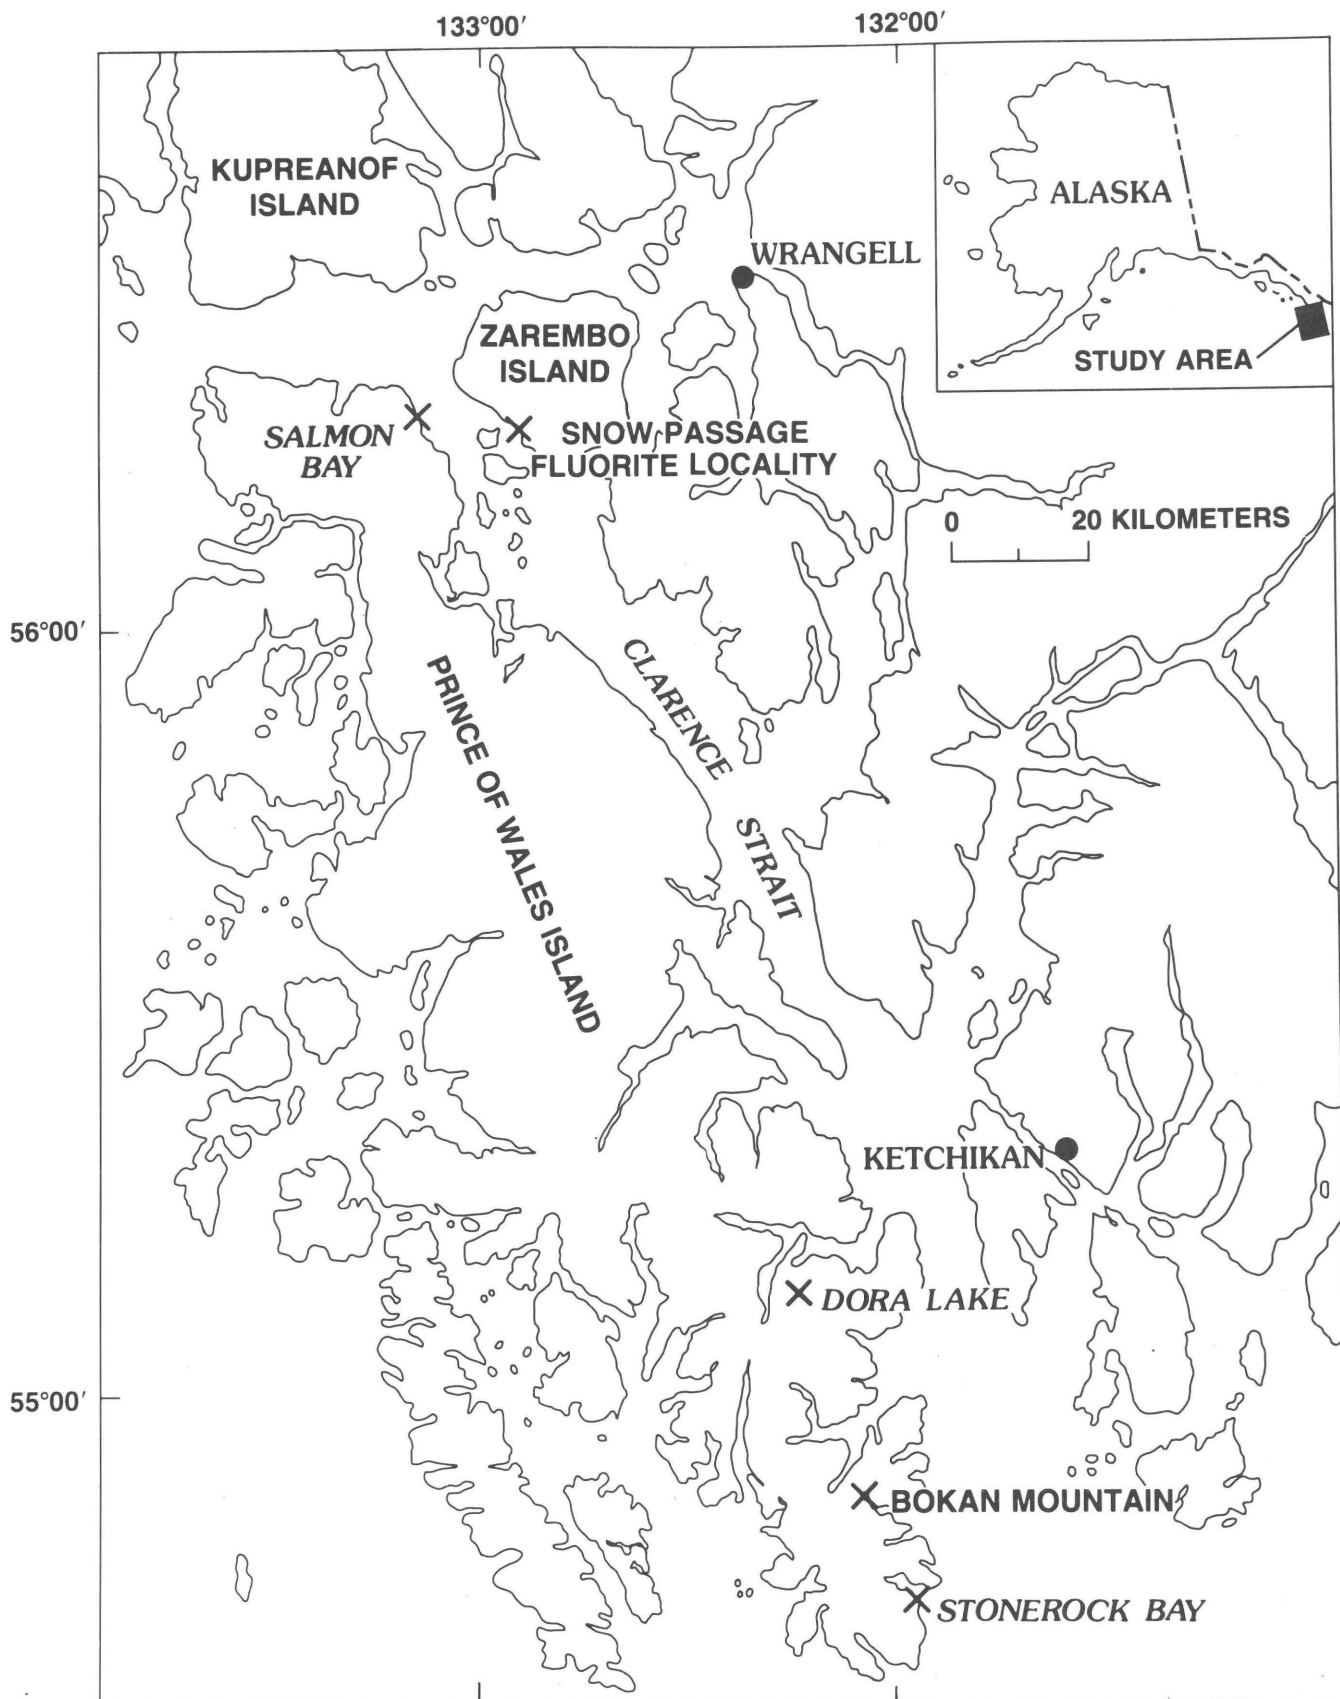 133°00′
132°00′
KUPREANOF
ISLAND
ALASKA
WRANGELL
ZAREMBO
ISLAND
STUDY AREA
SALMON
BAY
SNOW PASSAGE
FLUORITE LOCALITY
0 20 KILOMETERS
56°00′
CLARENCE
STRAIT
PRINCE OF WALES ISLAND
KETCHIKAN
DORA LAKE
55°00′
BOKAN MOUNTAIN
STONEROCK BAY